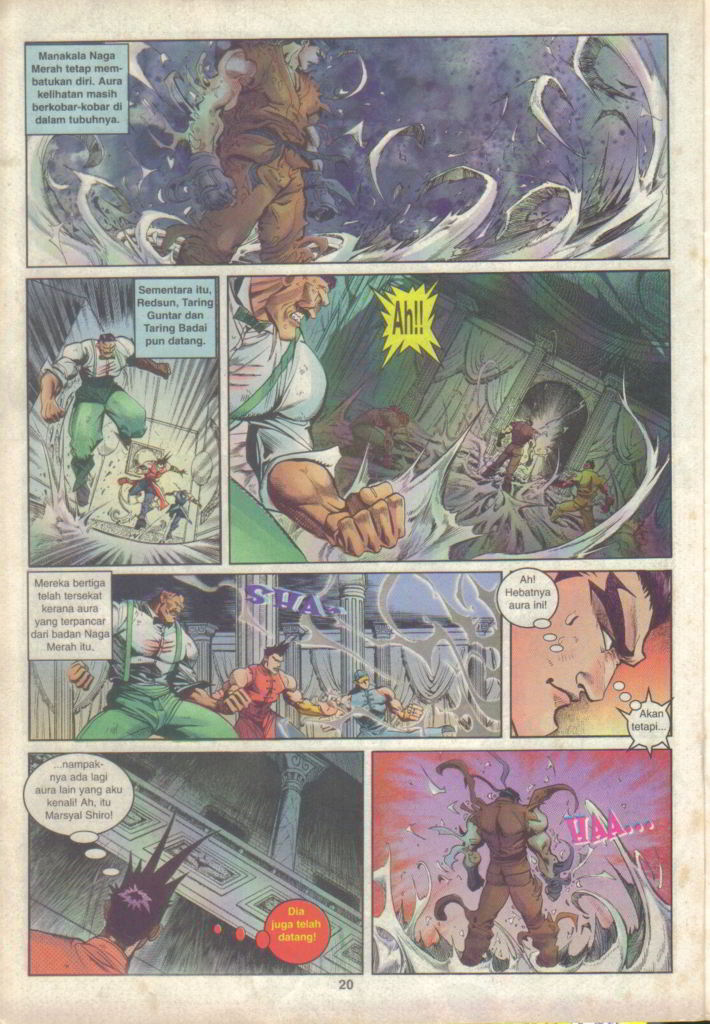 Manakala Naga
Merah tetap mem-
batukan diri. Aura
kelihatan masih
berkobar-kobar di
dalam tubuhnya.
Sementara itu,
Redsun, Taring
Guntar dan
Taring Badai
pun datang.
Ah!!
Mereka bertiga
telah tersekat
kerana aura
yang terpancar
dari badan Naga
Merah itu.
SHA..
Ah!
Hebatnya
aura ini!
Akan
tetapi...
...nampak-
nya ada lagi
aura lain yang aku
kenali! Ah, itu
Marsyal Shiro!
Dia
juga telah
datang!
HAA....
20